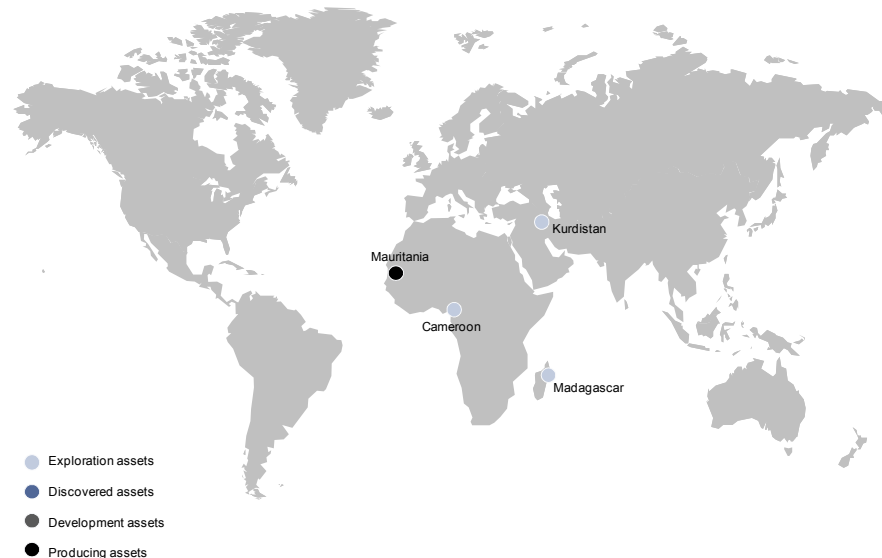 Kurdistan
Mauritania
Cameroon
Madagascar
Exploration assets
Discovered assets
Development assets
Producing assets